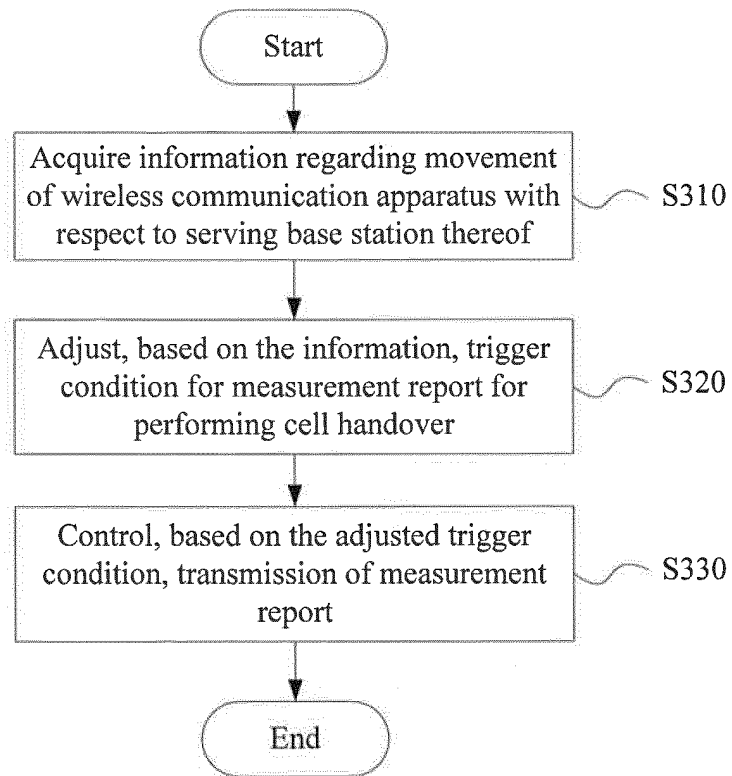 Start
Acquire information regarding movement
of wireless communication apparatus with
respect to serving base station thereof
S310
Adjust, based on the information, trigger
condition for measurement report for
performing cell handover
S320
Control, based on the adjusted trigger
condition, transmission of measurement
report
S330
End